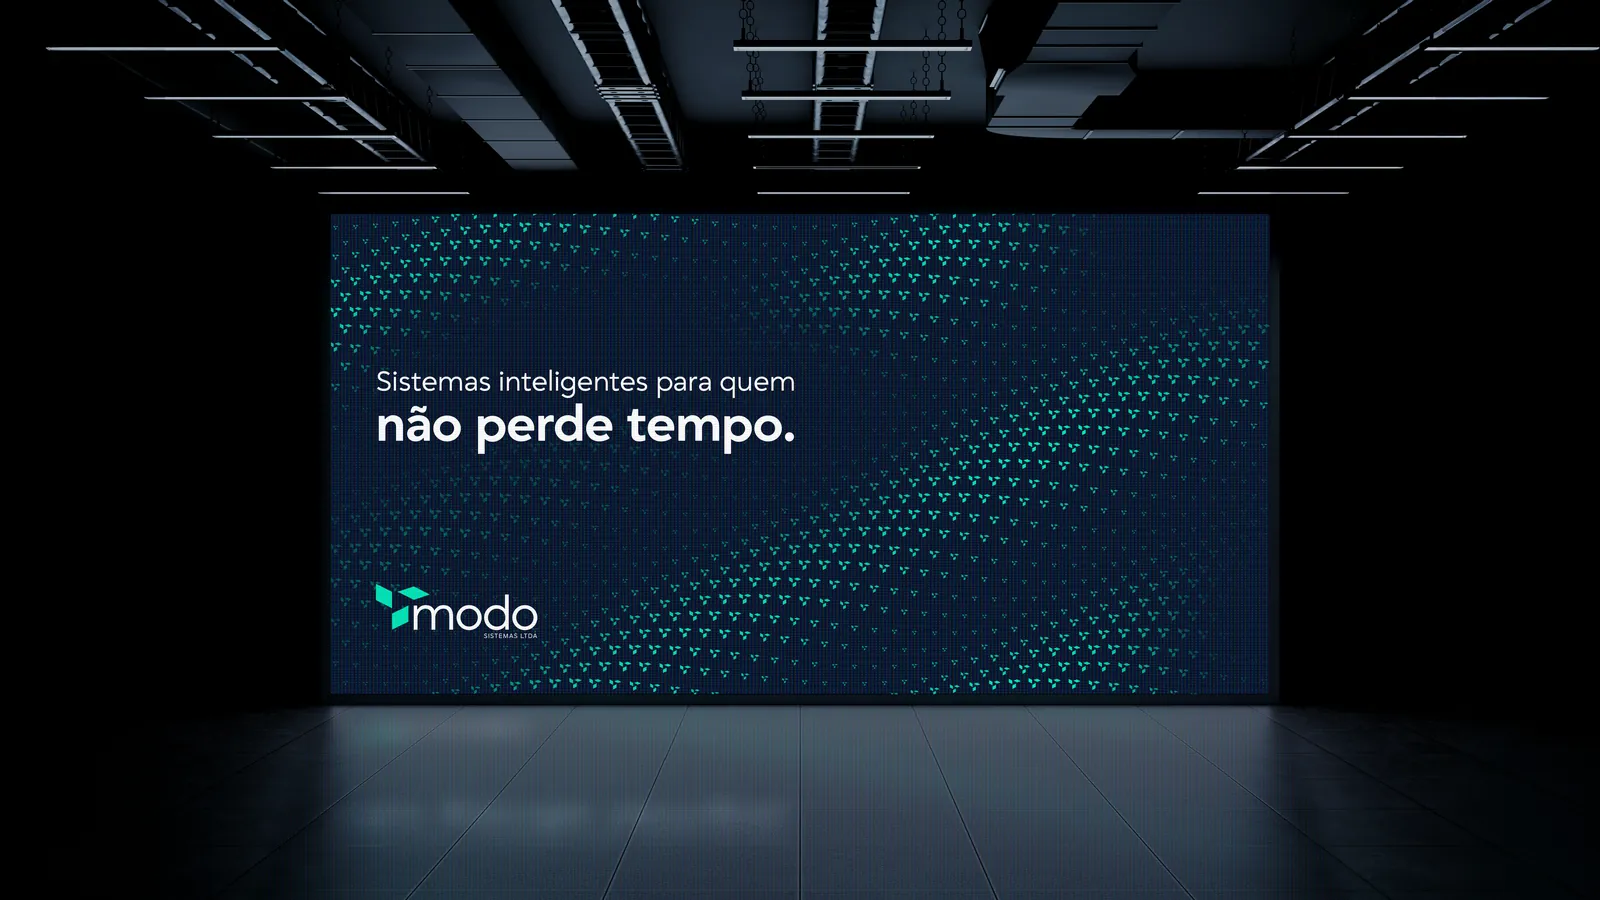 Sistemas inteligentes para quem
não perde tempo.
modo
SISTEMAS LTDA